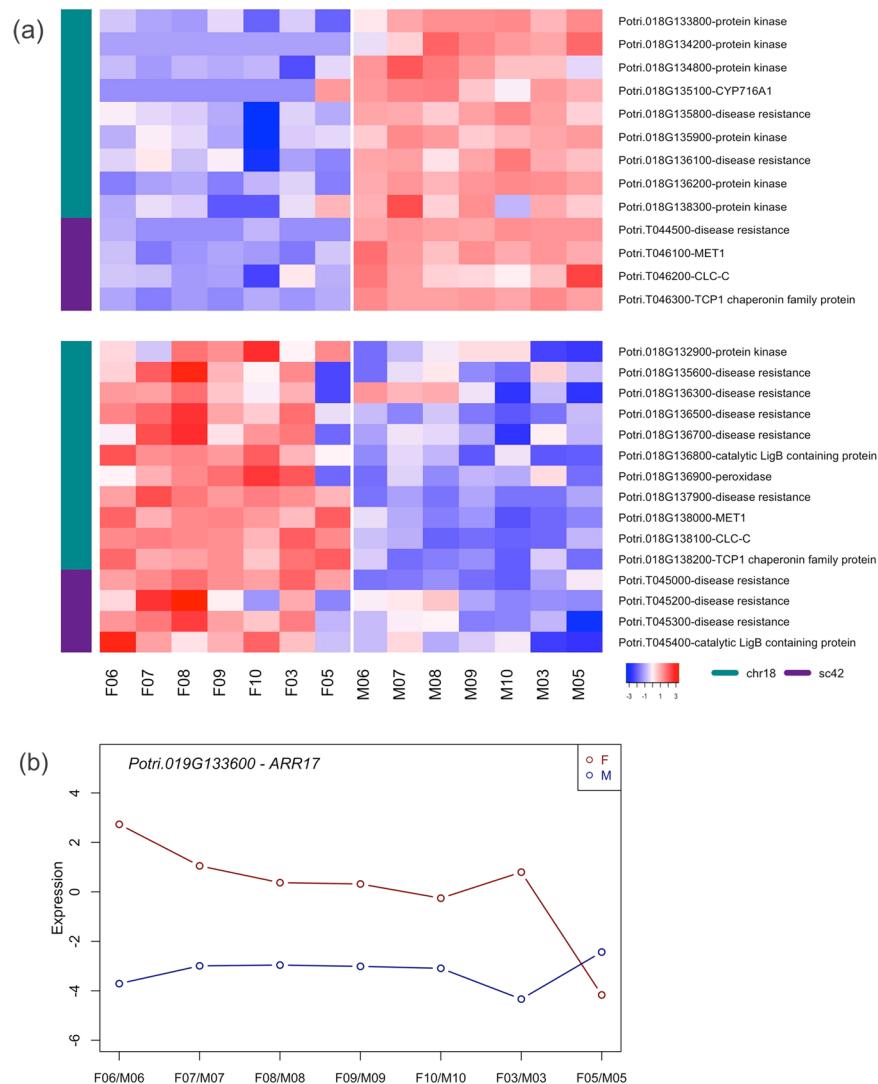 (a)
Potri.018G133800-protein kinase
Potri.018G134200-protein kinase
Potri.018G134800-protein kinase
Potri.018G135100-CYP716A1
Potri.018G135800-disease resistance
Potri.018G135900-protein kinase
Potri.018G136100-disease resistance
Potri.018G136200-protein kinase
Potri.018G138300-protein kinase
Potri.T044500-disease resistance
Potri.T046100-MET1
Potri.T046200-CLC-C
Potri.T046300-TCP1 chaperonin family protein
Potri.018G132900-protein kinase
Potri.018G135600-disease resistance
Potri.018G136300-disease resistance
Potri.018G136500-disease resistance
Potri.018G136700-disease resistance
Potri.018G136800-catalytic LigB containing protein
Potri.018G136900-peroxidase
Potri.018G137900-disease resistance
Potri.018G138000-MET1
Potri.018G138100-CLC-C
Potri.018G138200-TCP1 chaperonin family protein
Potri.T045000-disease resistance
Potri.T045200-disease resistance
Potri.T045300-disease resistance
Potri.T045400-catalytic LigB containing protein
F06 F07 F08 F09 F10 F03 F05 M06 M07 M08 M09 M10 M03 M05
-3 -1 1 3
chr18 sc42
(b)
Potri.019G133600 - ARR17
F
M
Expression
4
2
0
-2
-4
-6
F06/M06 F07/M07 F08/M08 F09/M09 F10/M10 F03/M03 F05/M05